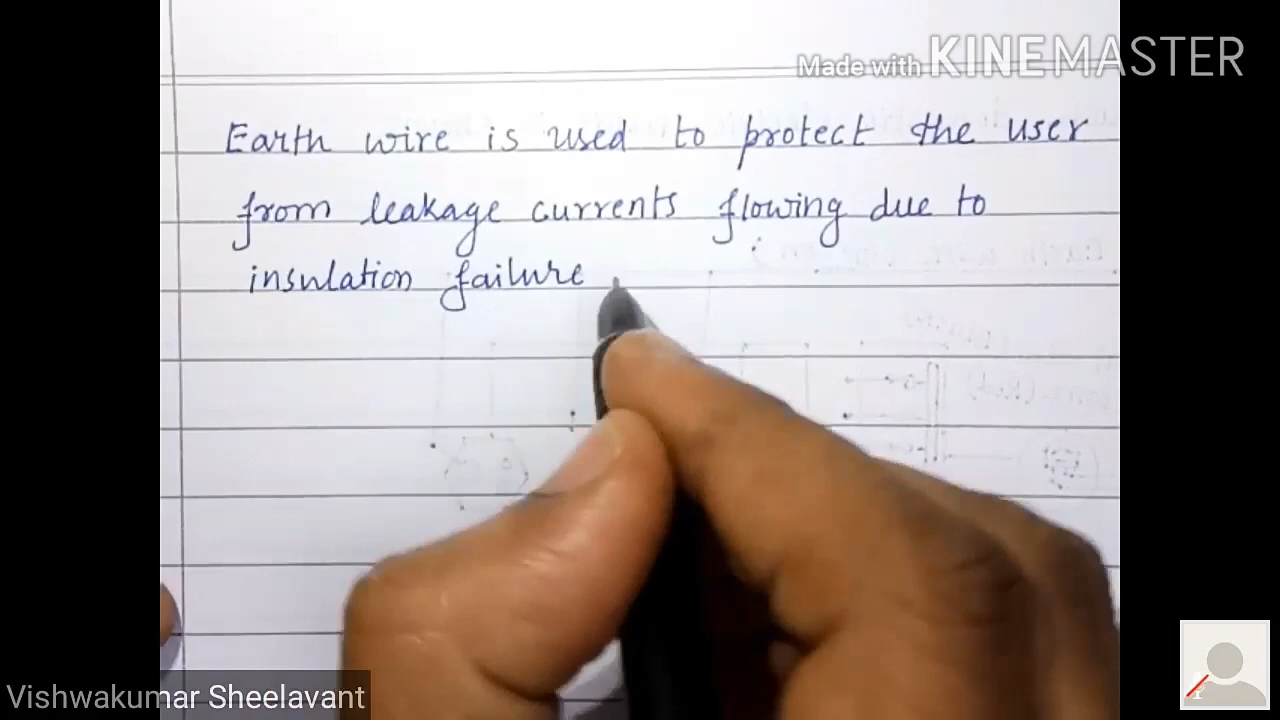 Made with KINEMASTER
Earth wire is used to protect the user
from leakage currents flowing due to
insulation failure
Vishwakumar Sheelavant